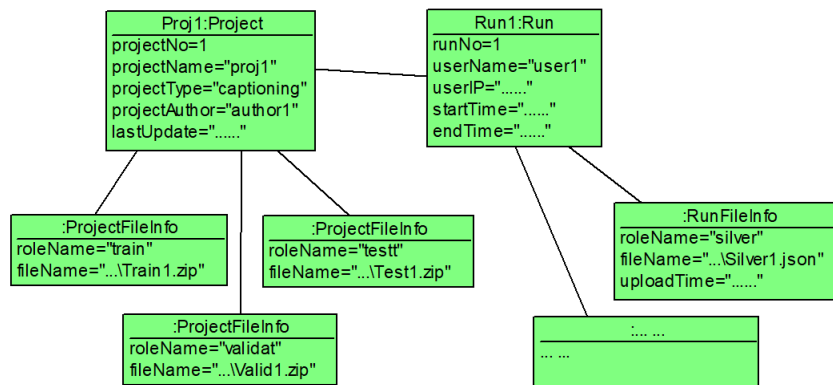 Proj1:Project
projectNo=1
projectName="proj1"
projectType="captioning"
projectAuthor="author1"
lastUpdate="......"
Run1:Run
runNo=1
userName="user1"
userIP="......"
startTime="......"
endTime="......"
:ProjectFileInfo
roleName="train"
fileName="...\Train1.zip"
:ProjectFileInfo
roleName="testt"
fileName="...\Test1.zip"
:RunFileInfo
roleName="silver"
fileName="...\Silver1.json"
uploadTime="......"
:ProjectFileInfo
roleName="validat"
fileName="...\Valid1.zip"
:... ...
... ...